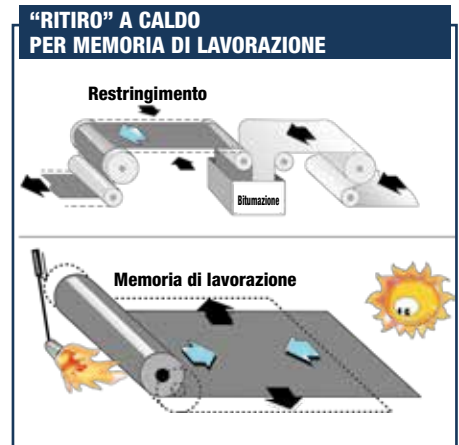 “RITIRO” A CALDO
PER MEMORIA DI LAVORAZIONE
Restringimento
Bitumazione
Memoria di lavorazione